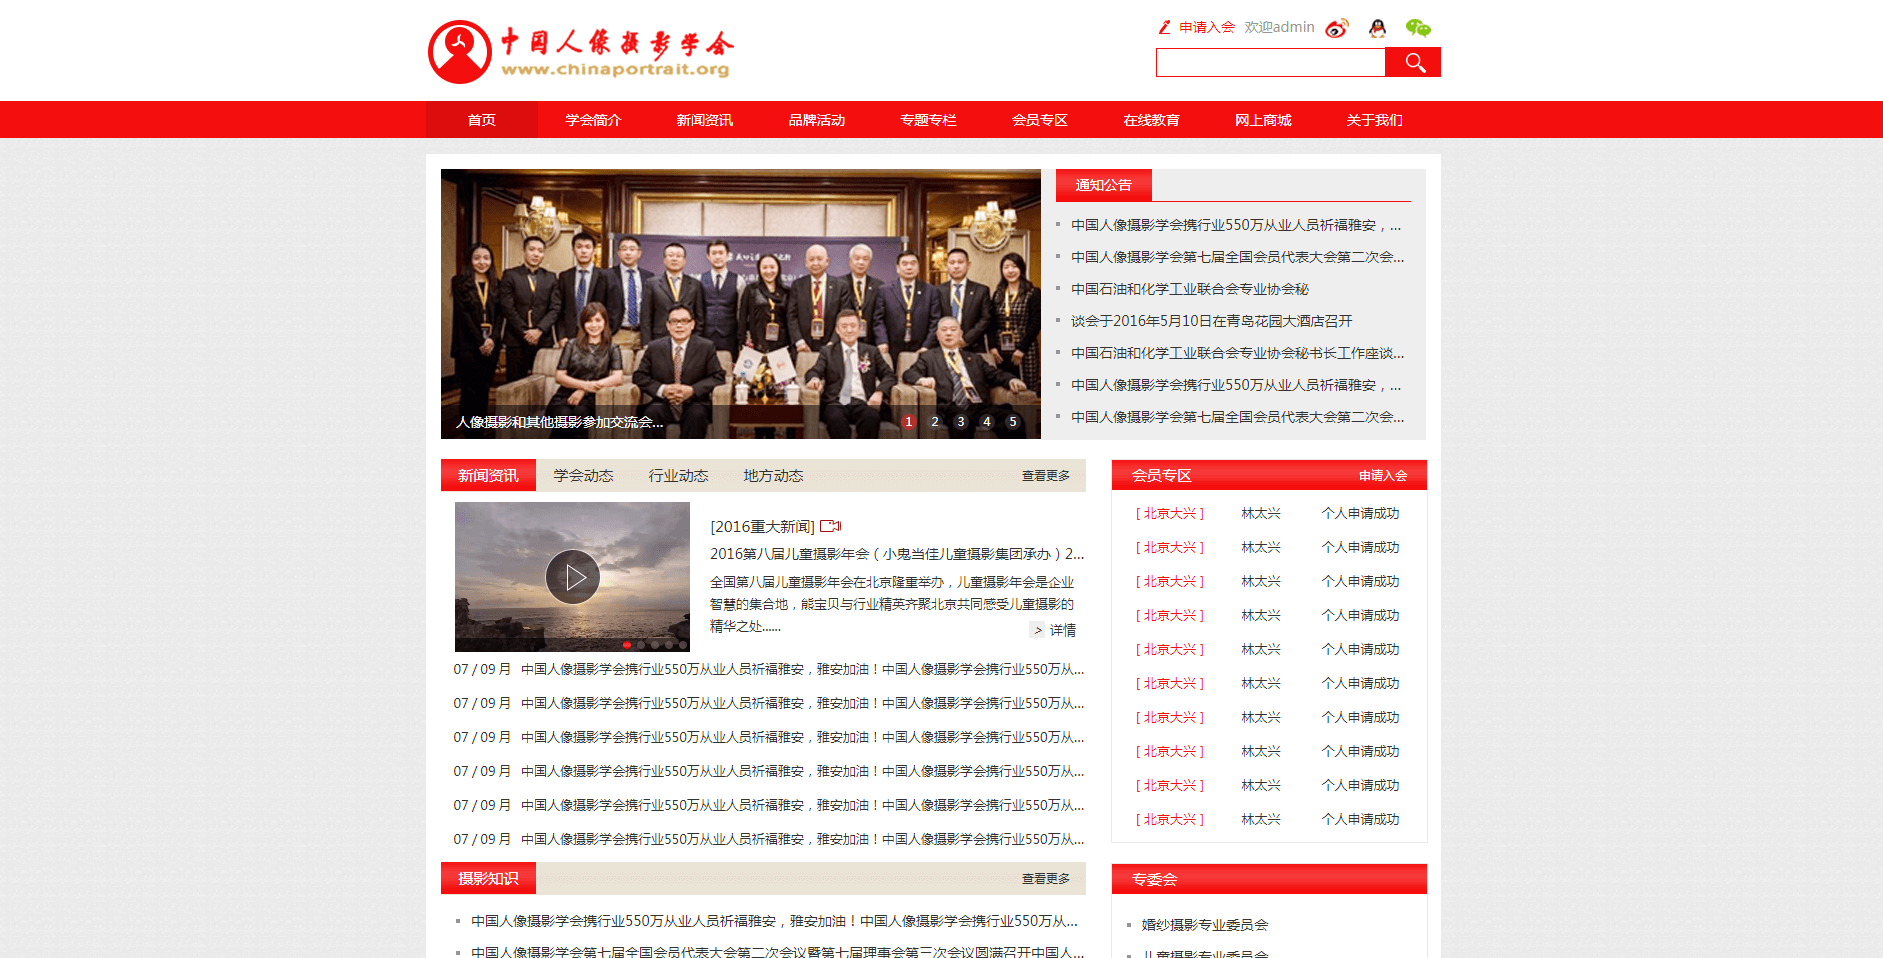 中国人像摄影学会
www.chinaportrait.org
申请入会 欢迎admin
首页 学会简介 新闻资讯 品牌活动 专题专栏 会员专区 在线教育 网上商城 关于我们
人像摄影和其他摄影参加交流会...
1 2 3 4 5
通知公告
中国人像摄影学会携行业550万从业人员祈福雅安，...
中国人像摄影学会第七届全国会员代表大会第二次会...
中国石油和化学工业联合会专业协会秘
谈会于2016年5月10日在青岛花园大酒店召开
中国石油和化学工业联合会专业协会秘书长工作座谈...
中国人像摄影学会携行业550万从业人员祈福雅安，...
中国人像摄影学会第七届全国会员代表大会第二次会...
新闻资讯 学会动态 行业动态 地方动态 查看更多
[2016重大新闻]
2016第八届儿童摄影年会（小鬼当佳儿童摄影集团承办）2...
全国第八届儿童摄影年会在北京隆重举办，儿童摄影年会是企业
智慧的集合地，熊宝贝与行业精英齐聚北京共同感受儿童摄影的
精华之处......
> 详情
07 / 09 月 中国人像摄影学会携行业550万从业人员祈福雅安，雅安加油！中国人像摄影学会携行业550万从...
07 / 09 月 中国人像摄影学会携行业550万从业人员祈福雅安，雅安加油！中国人像摄影学会携行业550万从...
07 / 09 月 中国人像摄影学会携行业550万从业人员祈福雅安，雅安加油！中国人像摄影学会携行业550万从...
07 / 09 月 中国人像摄影学会携行业550万从业人员祈福雅安，雅安加油！中国人像摄影学会携行业550万从...
07 / 09 月 中国人像摄影学会携行业550万从业人员祈福雅安，雅安加油！中国人像摄影学会携行业550万从...
07 / 09 月 中国人像摄影学会携行业550万从业人员祈福雅安，雅安加油！中国人像摄影学会携行业550万从...
会员专区 申请入会
[ 北京大兴 ] 林太兴 个人申请成功
[ 北京大兴 ] 林太兴 个人申请成功
[ 北京大兴 ] 林太兴 个人申请成功
[ 北京大兴 ] 林太兴 个人申请成功
[ 北京大兴 ] 林太兴 个人申请成功
[ 北京大兴 ] 林太兴 个人申请成功
[ 北京大兴 ] 林太兴 个人申请成功
[ 北京大兴 ] 林太兴 个人申请成功
[ 北京大兴 ] 林太兴 个人申请成功
[ 北京大兴 ] 林太兴 个人申请成功
摄影知识 查看更多
中国人像摄影学会携行业550万从业人员祈福雅安，雅安加油！中国人像摄影学会携行业550万从...
中国人像摄影学会第七届全国会员代表大会第二次会议暨第七届理事会第三次会议圆满召开中国人...
专委会
婚纱摄影专业委员会
儿童摄影专业委员会